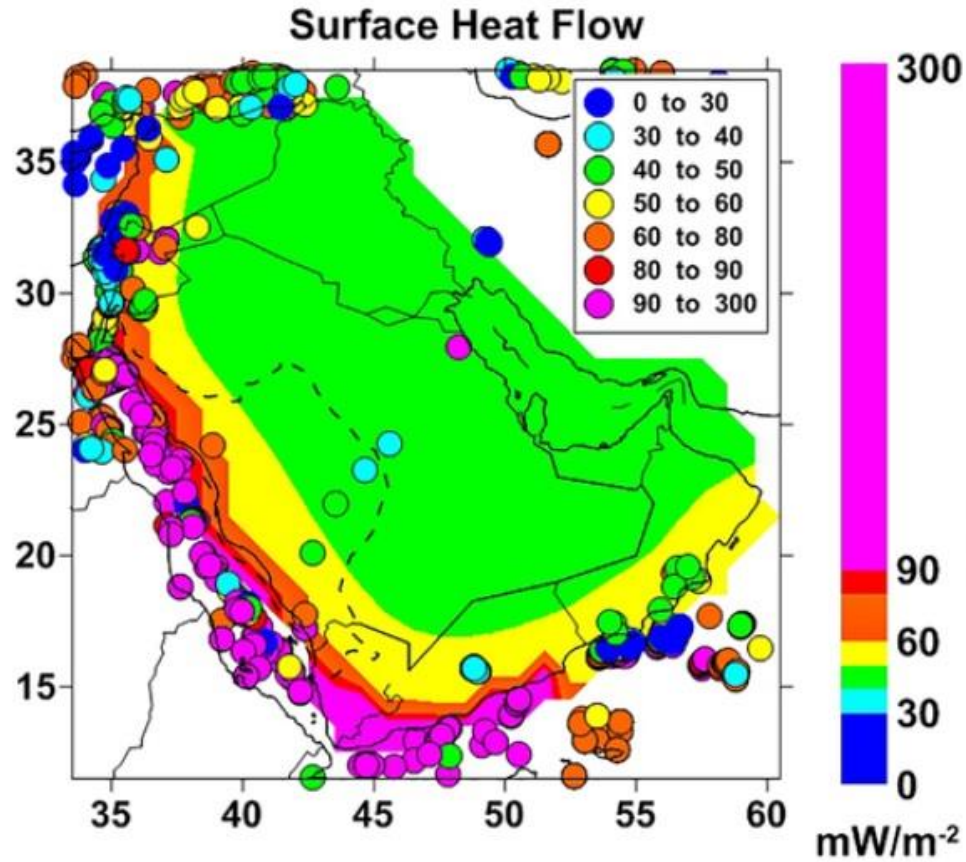 Surface Heat Flow
0 to 30
30 to 40
40 to 50
50 to 60
60 to 80
80 to 90
90 to 300
35
30
25
20
15
35 40 45 50 55 60
300
90
60
30
0
mW/m-²